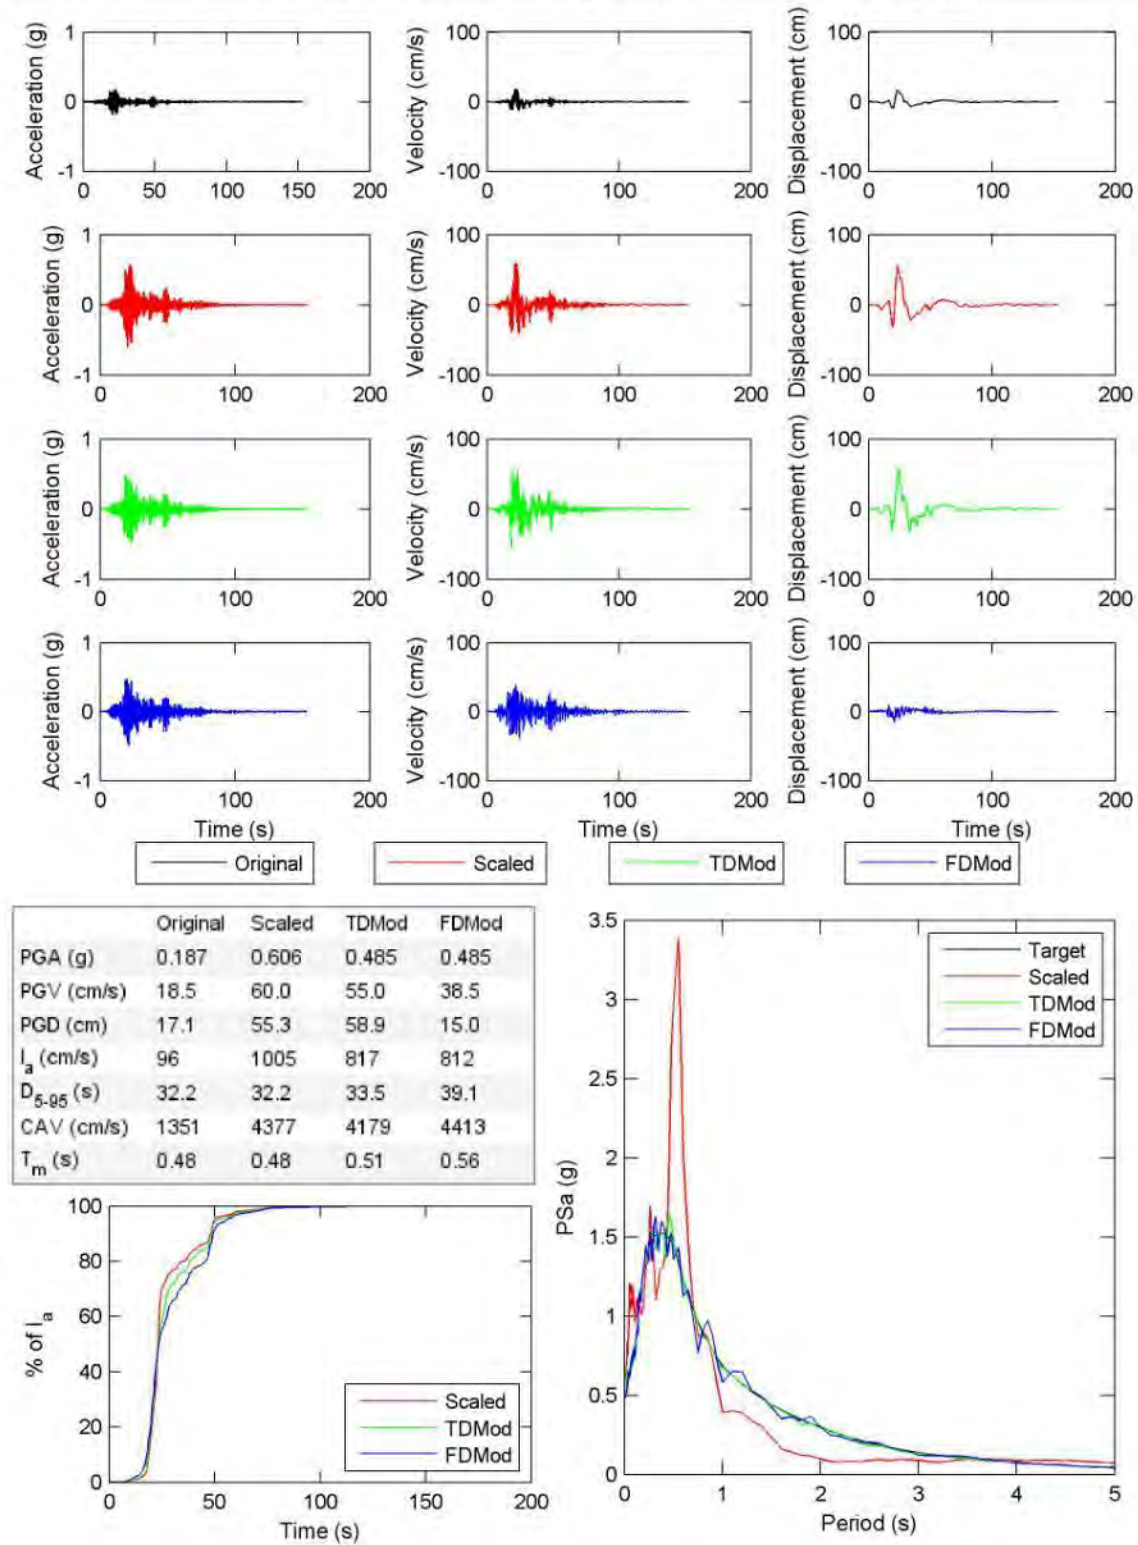 Acceleration (g)
1
0
-1
0 50 100 150 200
Velocity (cm/s)
100
0
-100
0 100 200
Displacement (cm)
100
0
-100
0 100 200
Acceleration (g)
1
0
-1
0 100 200
Velocity (cm/s)
100
0
-100
0 100 200
Displacement (cm)
100
0
-100
0 100 200
Acceleration (g)
1
0
-1
0 100 200
Velocity (cm/s)
100
0
-100
0 100 200
Displacement (cm)
100
0
-100
0 100 200
Acceleration (g)
1
0
-1
0 100 200
Time (s)
Velocity (cm/s)
100
0
-100
0 100 200
Time (s)
Displacement (cm)
100
0
-100
0 100 200
Time (s)
Original Scaled TDMod FDMod
Original Scaled TDMod FDMod
PGA (g) 0.187 0.606 0.485 0.485
PGV (cm/s) 18.5 60.0 55.0 38.5
PGD (cm) 17.1 55.3 58.9 15.0
Ia (cm/s) 96 1005 817 812
D5-95 (s) 32.2 32.2 33.5 39.1
CAV (cm/s) 1351 4377 4179 4413
Tm (s) 0.48 0.48 0.51 0.56
% of Ia
100
80
60
40
20
0
0 50 100 150 200
Time (s)
Scaled
TDMod
FDMod
PSa (g)
3.5
3
2.5
2
1.5
1
0.5
0
0 1 2 3 4 5
Period (s)
Target
Scaled
TDMod
FDMod